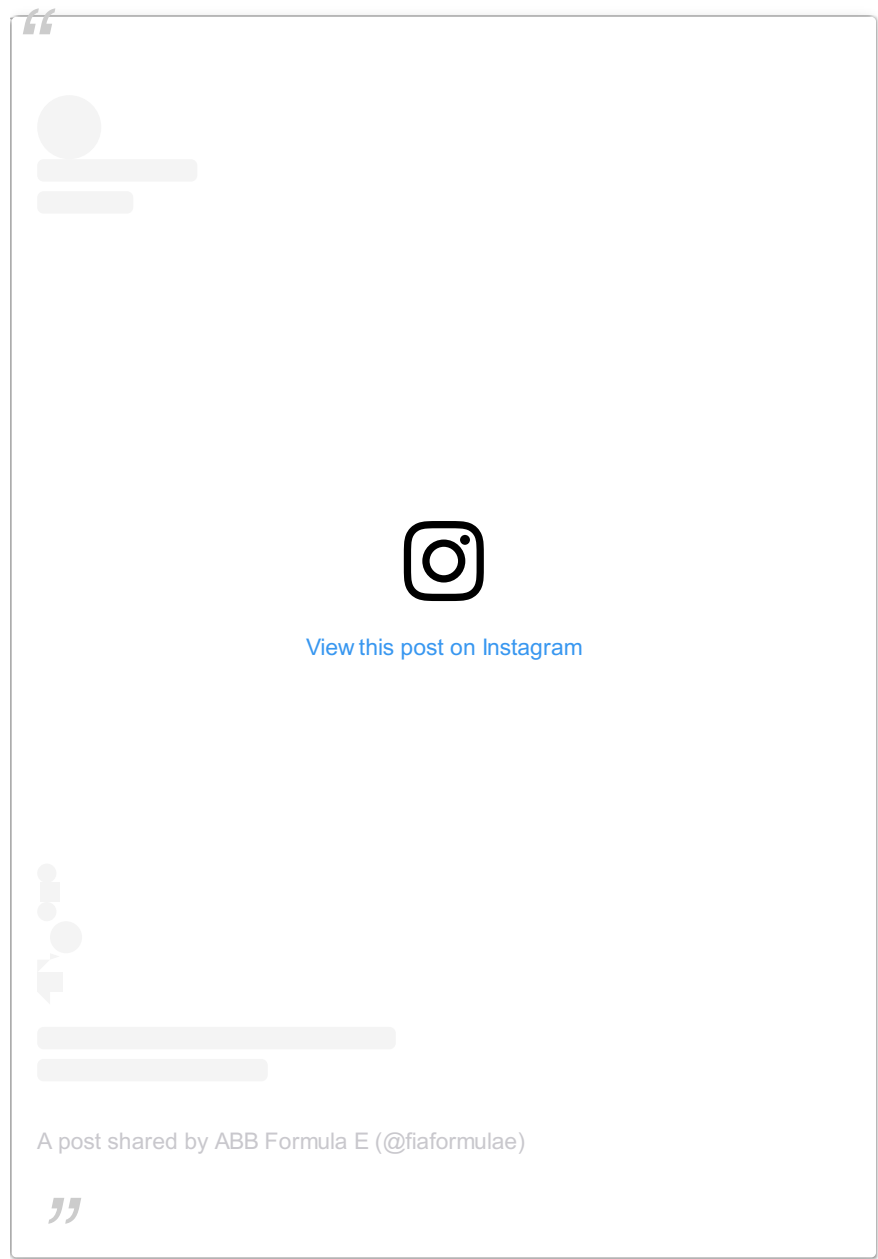 “
View this post on Instagram
A post shared by ABB Formula E (@fiaformulae)
”